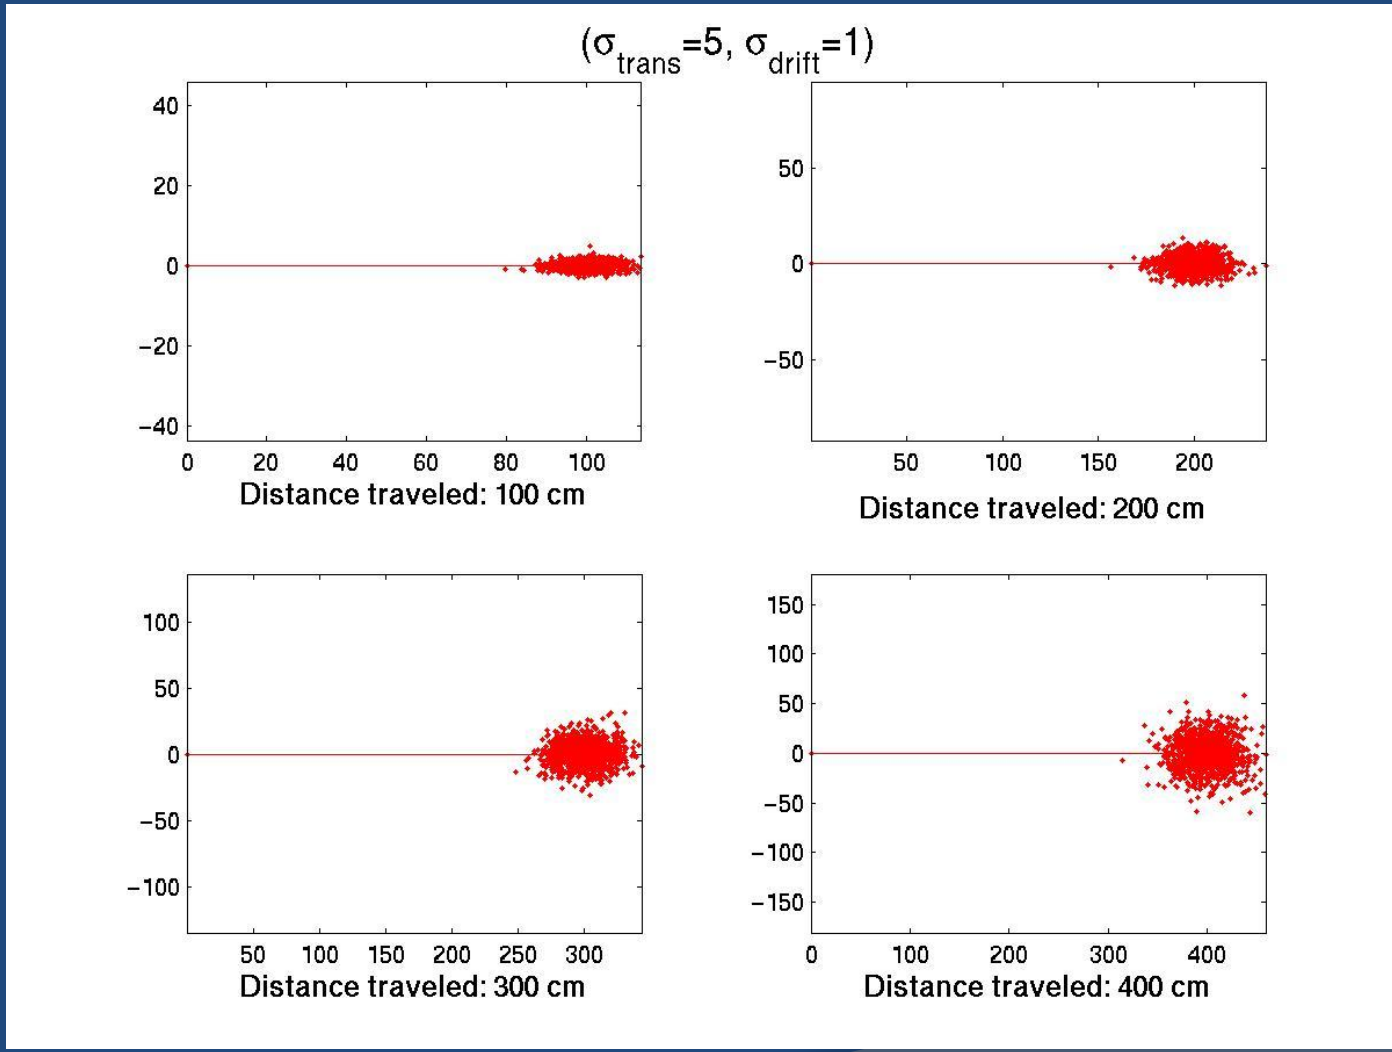 (σtrans=5, σdrift=1)
40
20
0
−20
−40
0 20 40 60 80 100
Distance traveled: 100 cm
50
0
−50
50 100 150 200
Distance traveled: 200 cm
100
50
0
−50
−100
50 100 150 200 250 300
Distance traveled: 300 cm
150
100
50
0
−50
−100
−150
0 100 200 300 400
Distance traveled: 400 cm